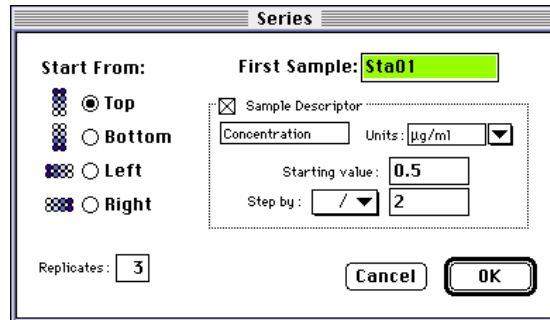 Series
Start From:
Top
Bottom
Left
Right
First Sample: Sta01
Sample Descriptor
Concentration Units: µg/ml
Starting value: 0.5
Step by: / 2
Replicates: 3
Cancel OK